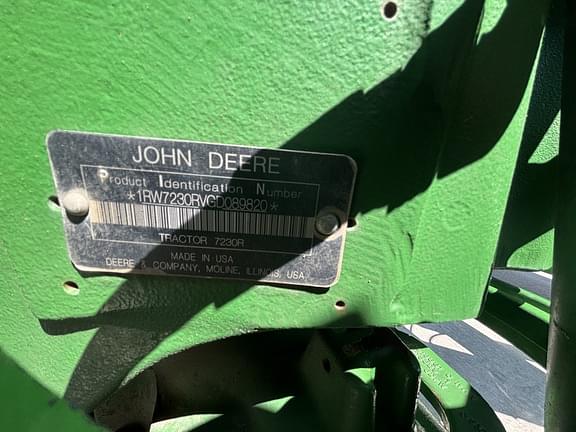 JOHN DEERE
Product Identification Number
*1RW7230RVGD089820*
TRACTOR 7230R
MADE IN USA
DEERE & COMPANY, MOLINE, ILLINOIS, USA